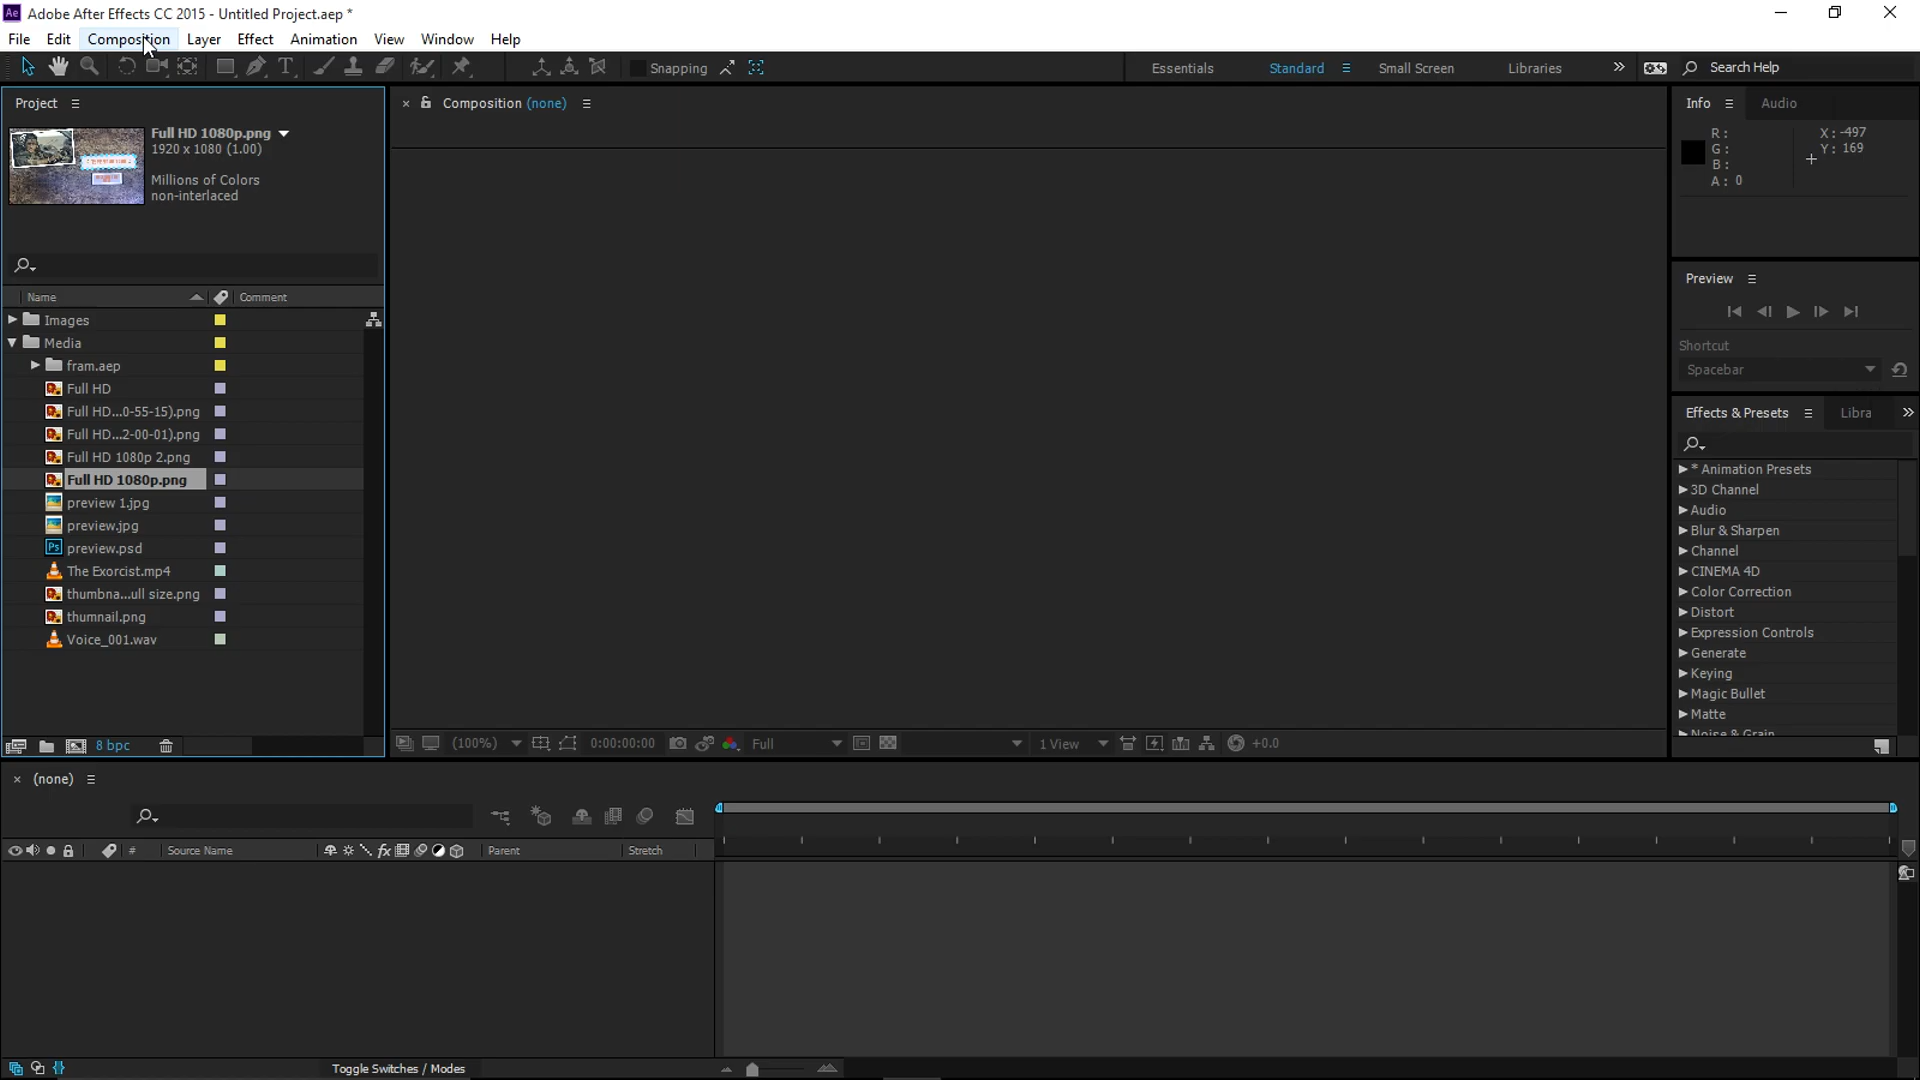 Adobe After Effects CC 2015 - Untitled Project.aep *
File Edit Composition Layer Effect Animation View Window Help
Snapping
Essentials Standard Small Screen Libraries Search Help
Project
Full HD 1080p.png
1920 x 1080 (1.00)
Millions of Colors
non-interlaced
Name Comment
Images
Media
fram.aep
Full HD
Full HD...0-55-15).png
Full HD...2-00-01).png
Full HD 1080p 2.png
Full HD 1080p.png
preview 1.jpg
preview.jpg
preview.psd
The Exorcist.mp4
thumbna...ull size.png
thumnail.png
Voice_001.wav
8 bpc
Composition (none)
(100%) 0:00:00:00 Full 1 View +0.0
Info Audio
R: X: -497
G: Y: 169
B:
A: 0
Preview
Shortcut
Spacebar
Effects & Presets Libra
* Animation Presets
3D Channel
Audio
Blur & Sharpen
Channel
CINEMA 4D
Color Correction
Distort
Expression Controls
Generate
Keying
Magic Bullet
Matte
Noise & Grain
(none)
# Source Name Parent Stretch
Toggle Switches / Modes